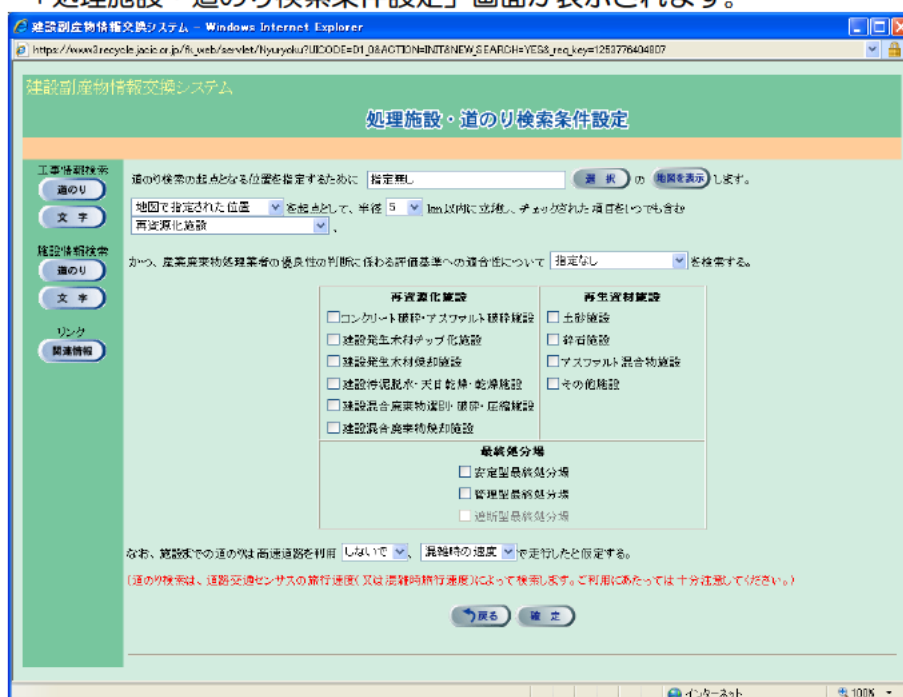 「処理施設・道のり検索条件設定」画面が表示されます。
建設副産物情報交換システム - Windows Internet Explorer
https://www3.recycle.jacic.or.jp/fk_web/servlet/Nyuryoku?UICODE=D1_0&ACTION=INIT&NEW_SEARCH=YES&_req_key=1253776404807
建設副産物情報交換システム
処理施設・道のり検索条件設定
工事情報検索
道のり
文 字
施設情報検索
道のり
文 字
リンク
関連情報
道のり検索の起点となる位置を指定するために 指定無し 選 択 の 地図を表示 します。
地図で指定された位置 を起点として、半径 5 km以内に立地し、チェックされた項目をいつでも含む
再資源化施設 、
かつ、産業廃棄物処理業者の優良性の判断に係わる評価基準への適合性について 指定なし を検索する。
再資源化施設 再生資材施設
コンクリート破砕・アスファルト破砕施設 土砂施設
建設発生木材チップ化施設 砕石施設
建設発生木材焼却施設 アスファルト混合物施設
建設汚泥脱水・天日乾燥・乾燥施設 その他施設
建設混合廃棄物選別・破砕・圧縮施設
建設混合廃棄物焼却施設
最終処分場
安定型最終処分場
管理型最終処分場
遮断型最終処分場
なお、施設までの道のりは高速道路を利用 しないで 、 混雑時の速度 で走行したと仮定する。
(道のり検索は、道路交通センサスの旅行速度(又は混雑時旅行速度)によって検索します。ご利用にあたっては十分注意してください。)
戻る 確 定
インターネット 100%